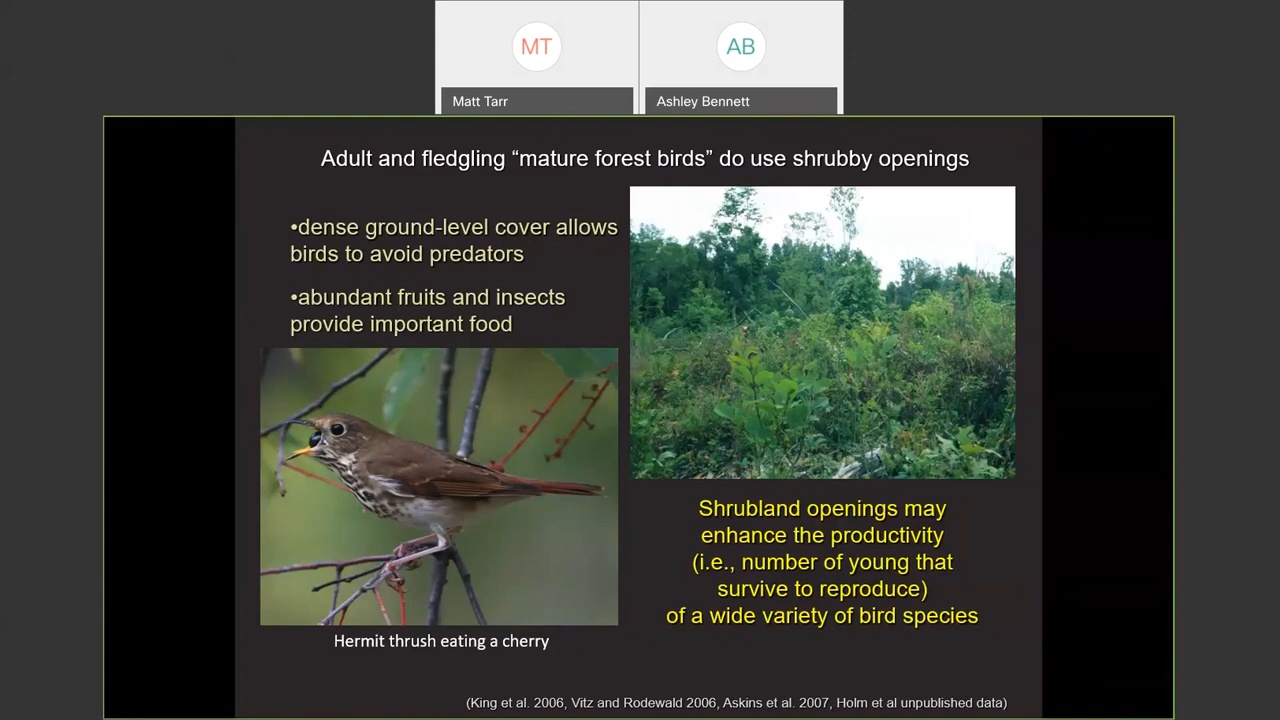 MT
AB
Matt Tarr
Ashley Bennett
Adult and fledgling “mature forest birds” do use shrubby openings
•dense ground-level cover allows
birds to avoid predators
•abundant fruits and insects
provide important food
Hermit thrush eating a cherry
Shrubland openings may
enhance the productivity
(i.e., number of young that
survive to reproduce)
of a wide variety of bird species
(King et al. 2006, Vitz and Rodewald 2006, Askins et al. 2007, Holm et al unpublished data)